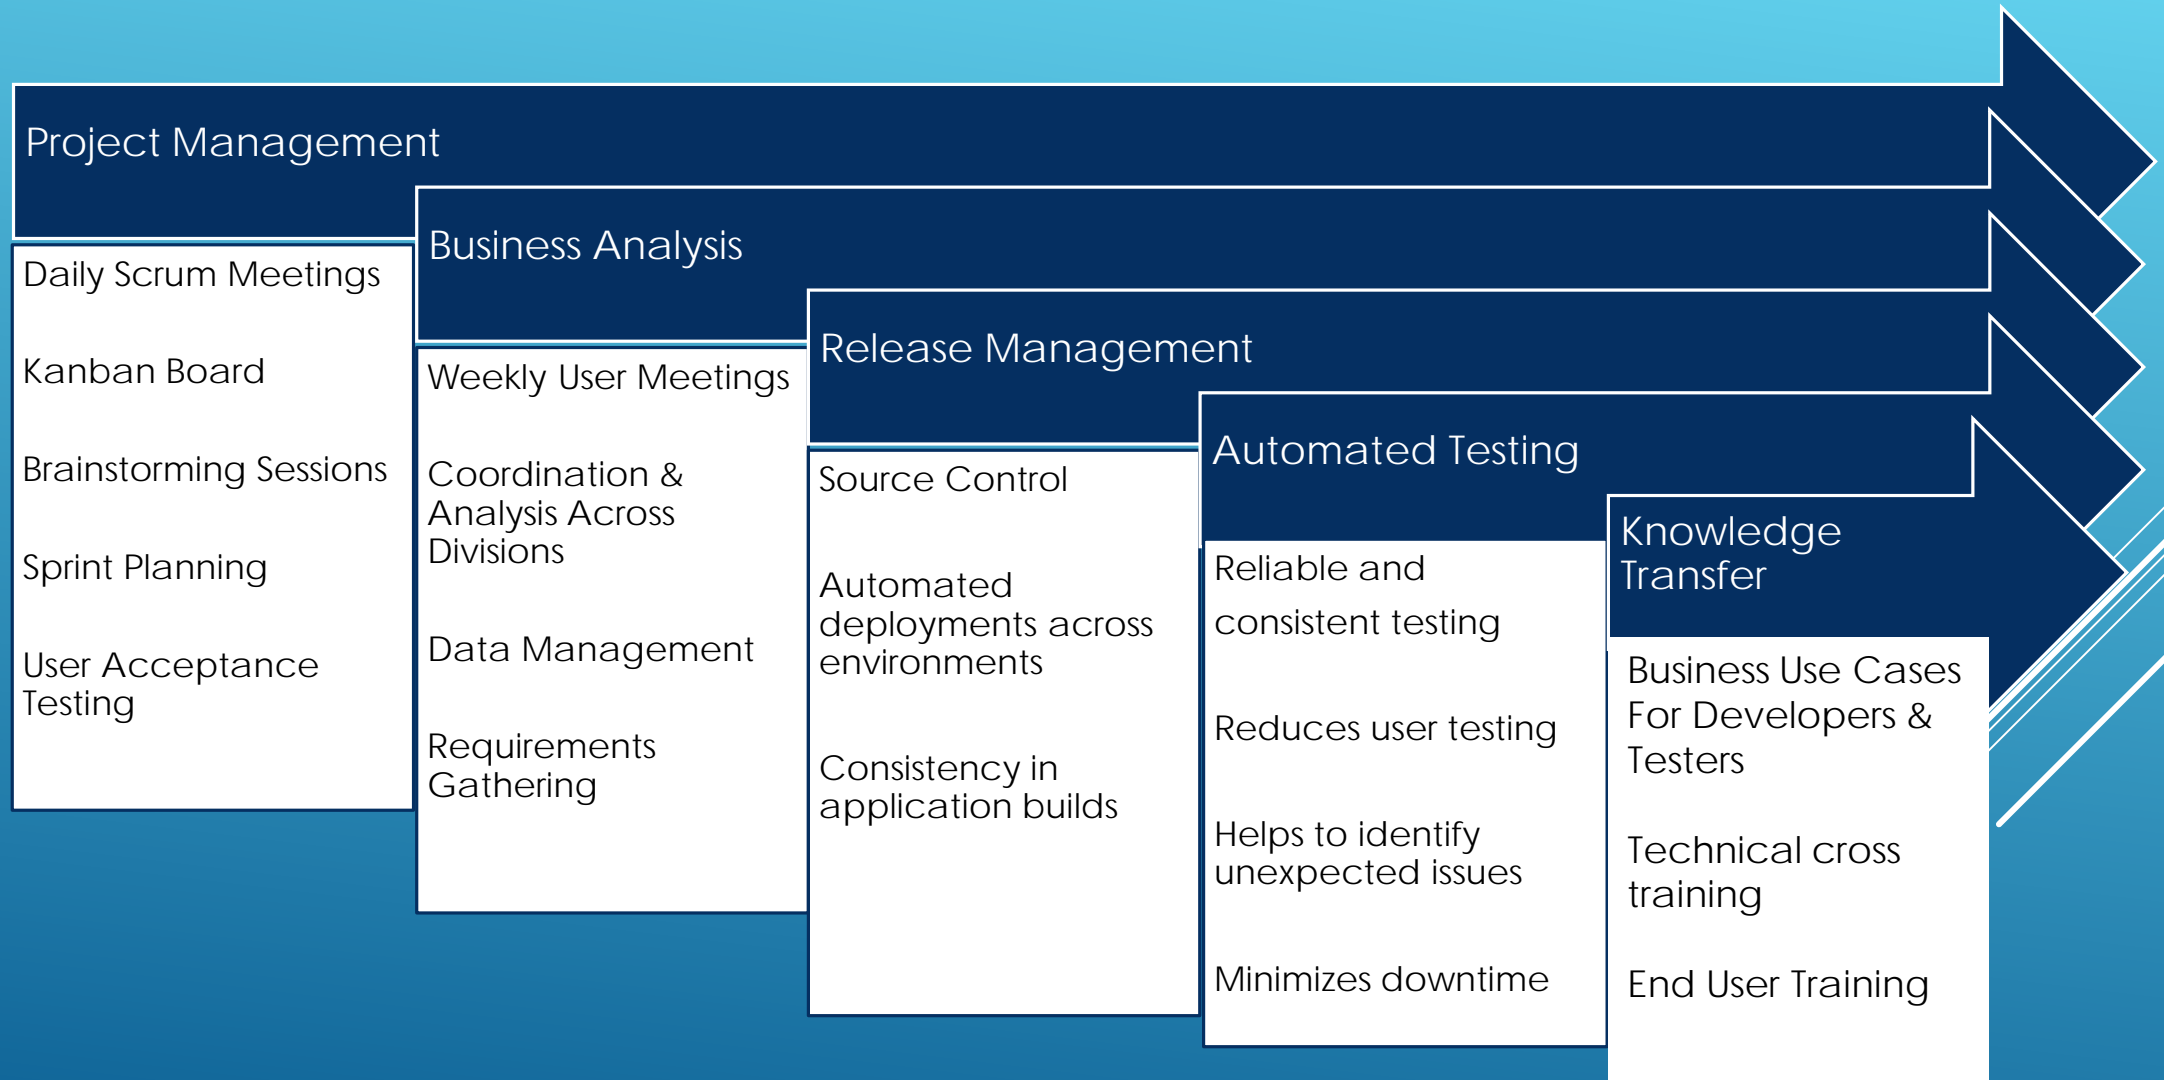 Project Management
Daily Scrum Meetings
Kanban Board
Brainstorming Sessions
Sprint Planning
User Acceptance
Testing
Business Analysis
Weekly User Meetings
Coordination &
Analysis Across
Divisions
Data Management
Requirements
Gathering
Release Management
Source Control
Automated
deployments across
environments
Consistency in
application builds
Automated Testing
Reliable and
consistent testing
Reduces user testing
Helps to identify
unexpected issues
Minimizes downtime
Knowledge
Transfer
Business Use Cases
For Developers &
Testers
Technical cross
training
End User Training